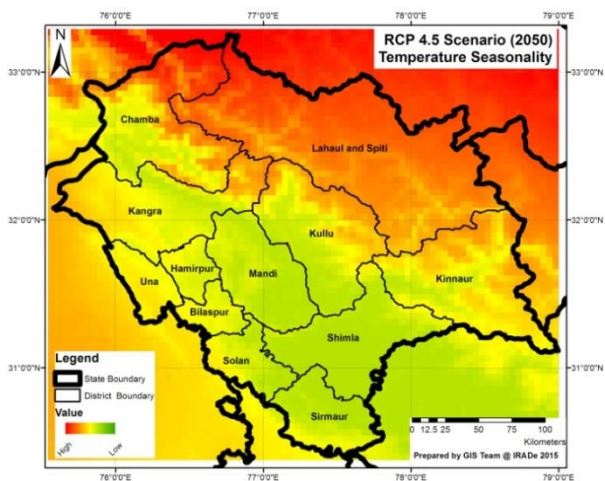 76°0'0"E 77°0'0"E 78°0'0"E 79°0'0"E
N
RCP 4.5 Scenario (2050)
Temperature Seasonality
33°0'0"N 33°0'0"N
Chamba
Lahaul and Spiti
Kangra
32°0'0"N 32°0'0"N
Kullu
Hamirpur
Mandi
Una
Kinnaur
Bilaspur
Shimla
31°0'0"N 31°0'0"N
Solan
Sirmaur
Legend
State Boundary
District Boundary
Value
High Low
0 12.5 25 50 75 100
Kilometers
Prepared by GIS Team @ IRADe 2015
76°0'0"E 77°0'0"E 78°0'0"E 79°0'0"E